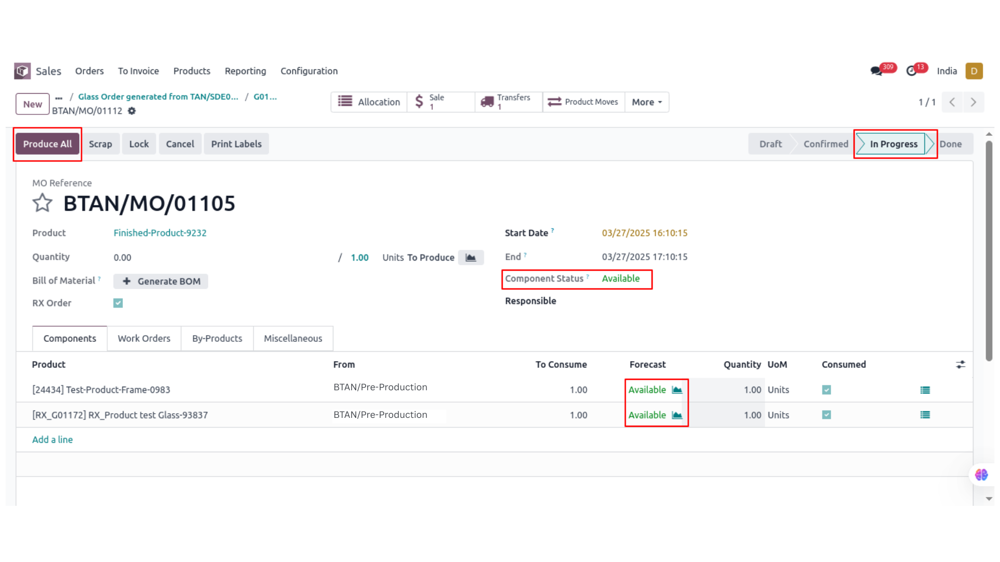 Sales Orders To Invoice Products Reporting Configuration 309 13 India D
New ... / Glass Order generated from TAN/SDE0... / G01...
BTAN/MO/01112
Allocation
Sale
1
Transfers
1
Product Moves
More
1 / 1
Produce All Scrap Lock Cancel Print Labels Draft Confirmed In Progress Done
MO Reference
BTAN/MO/01105
Product Finished-Product-9232
Quantity 0.00 / 1.00 Units To Produce
Bill of Material ? + Generate BOM
RX Order
Start Date ? 03/27/2025 16:10:15
End ? 03/27/2025 17:10:15
Component Status ? Available
Responsible
Components Work Orders By-Products Miscellaneous
Product From To Consume Forecast Quantity UoM Consumed
[24434] Test-Product-Frame-0983 BTAN/Pre-Production 1.00 Available 1.00 Units
[RX_G01172] RX_Product test Glass-93837 BTAN/Pre-Production 1.00 Available 1.00 Units
Add a line